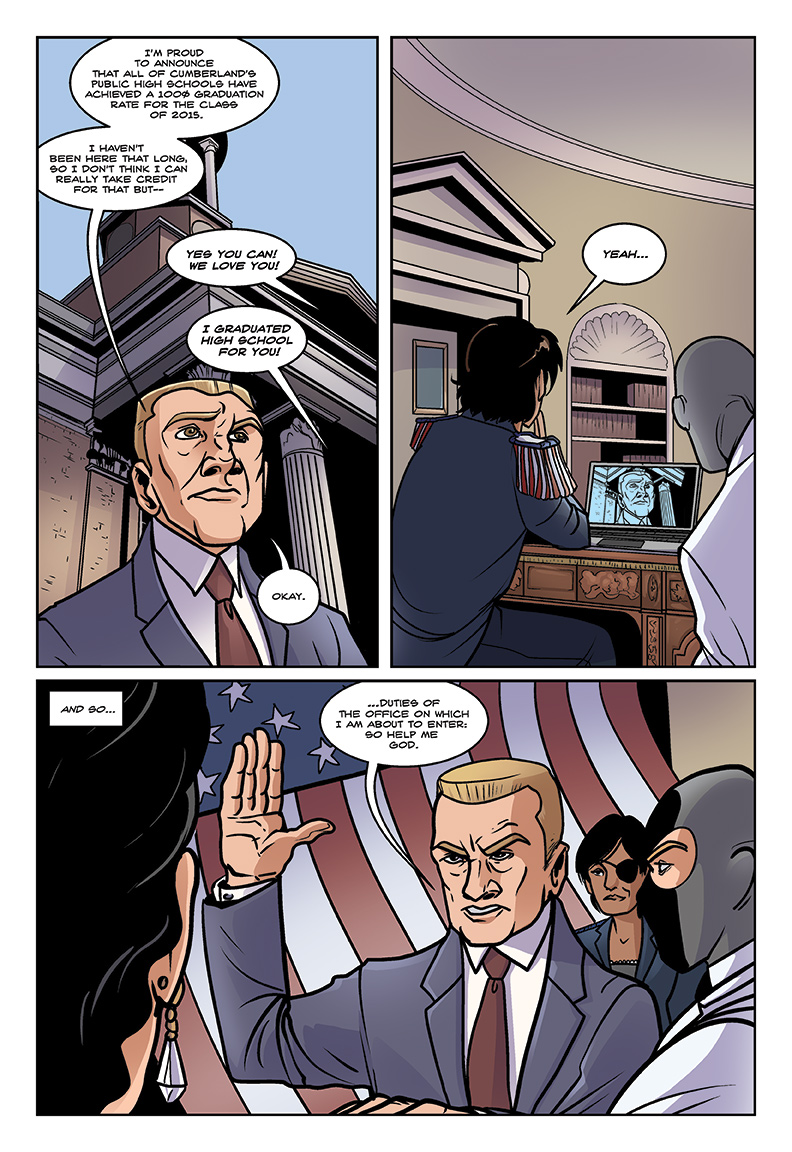 I'M PROUD
TO ANNOUNCE
THAT ALL OF CUMBERLAND'S
PUBLIC HIGH SCHOOLS HAVE
ACHIEVED A 100% GRADUATION
RATE FOR THE CLASS
OF 2015.
I HAVEN'T
BEEN HERE THAT LONG,
SO I DON'T THINK I CAN
REALLY TAKE CREDIT
FOR THAT BUT--
YES YOU CAN!
WE LOVE YOU!
I GRADUATED
HIGH SCHOOL
FOR YOU!
OKAY.
YEAH...
AND SO...
...DUTIES OF
THE OFFICE ON WHICH
I AM ABOUT TO ENTER:
SO HELP ME
GOD.